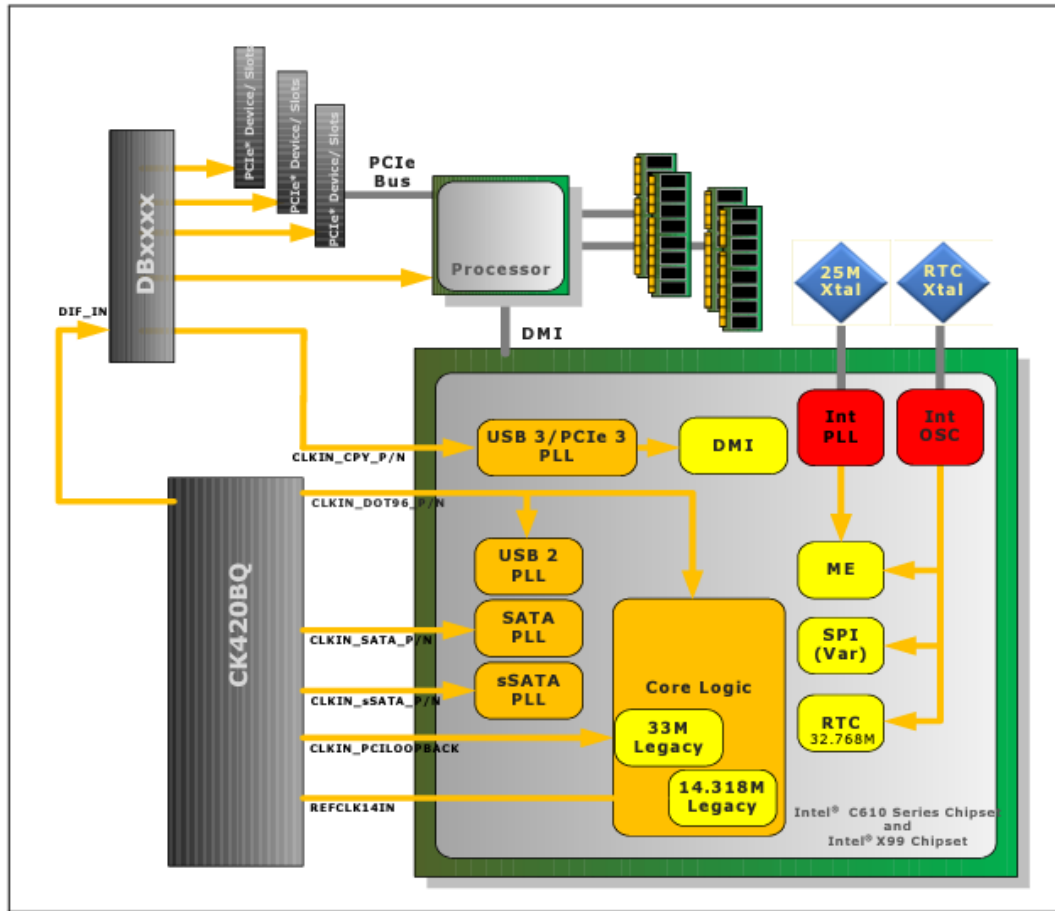 PCIe* Device/ Slots
PCIe* Device/ Slots
PCIe* Device/ Slots
DBxxxx
PCIe
Bus
Processor
25M
Xtal
RTC
Xtal
DIF_IN
DMI
Int
PLL
Int
OSC
USB 3/PCIe 3
PLL
DMI
CLKIN_CPY_P/N
CLKIN_DOT96_P/N
USB 2
PLL
ME
CK420BQ
SATA
PLL
CLKIN_SATA_P/N
SPI
(Var)
sSATA
PLL
CLKIN_sSATA_P/N
Core Logic
RTC
32.768M
33M
Legacy
CLKIN_PCILOOPBACK
14.318M
Legacy
REFCLK14IN
Intel® C610 Series Chipset
and
Intel® X99 Chipset